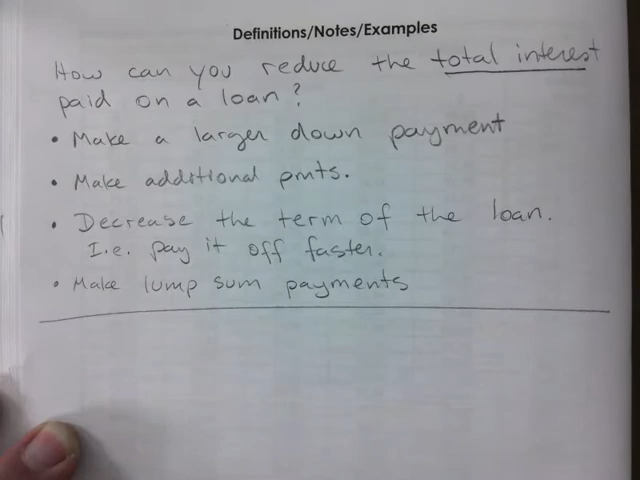 Definitions/Notes/Examples
How can you reduce the total interest
paid on a loan?
• Make a larger down payment
• Make additional pmts.
• Decrease the term of the loan.
I.e. pay it off faster.
• Make lump sum payments